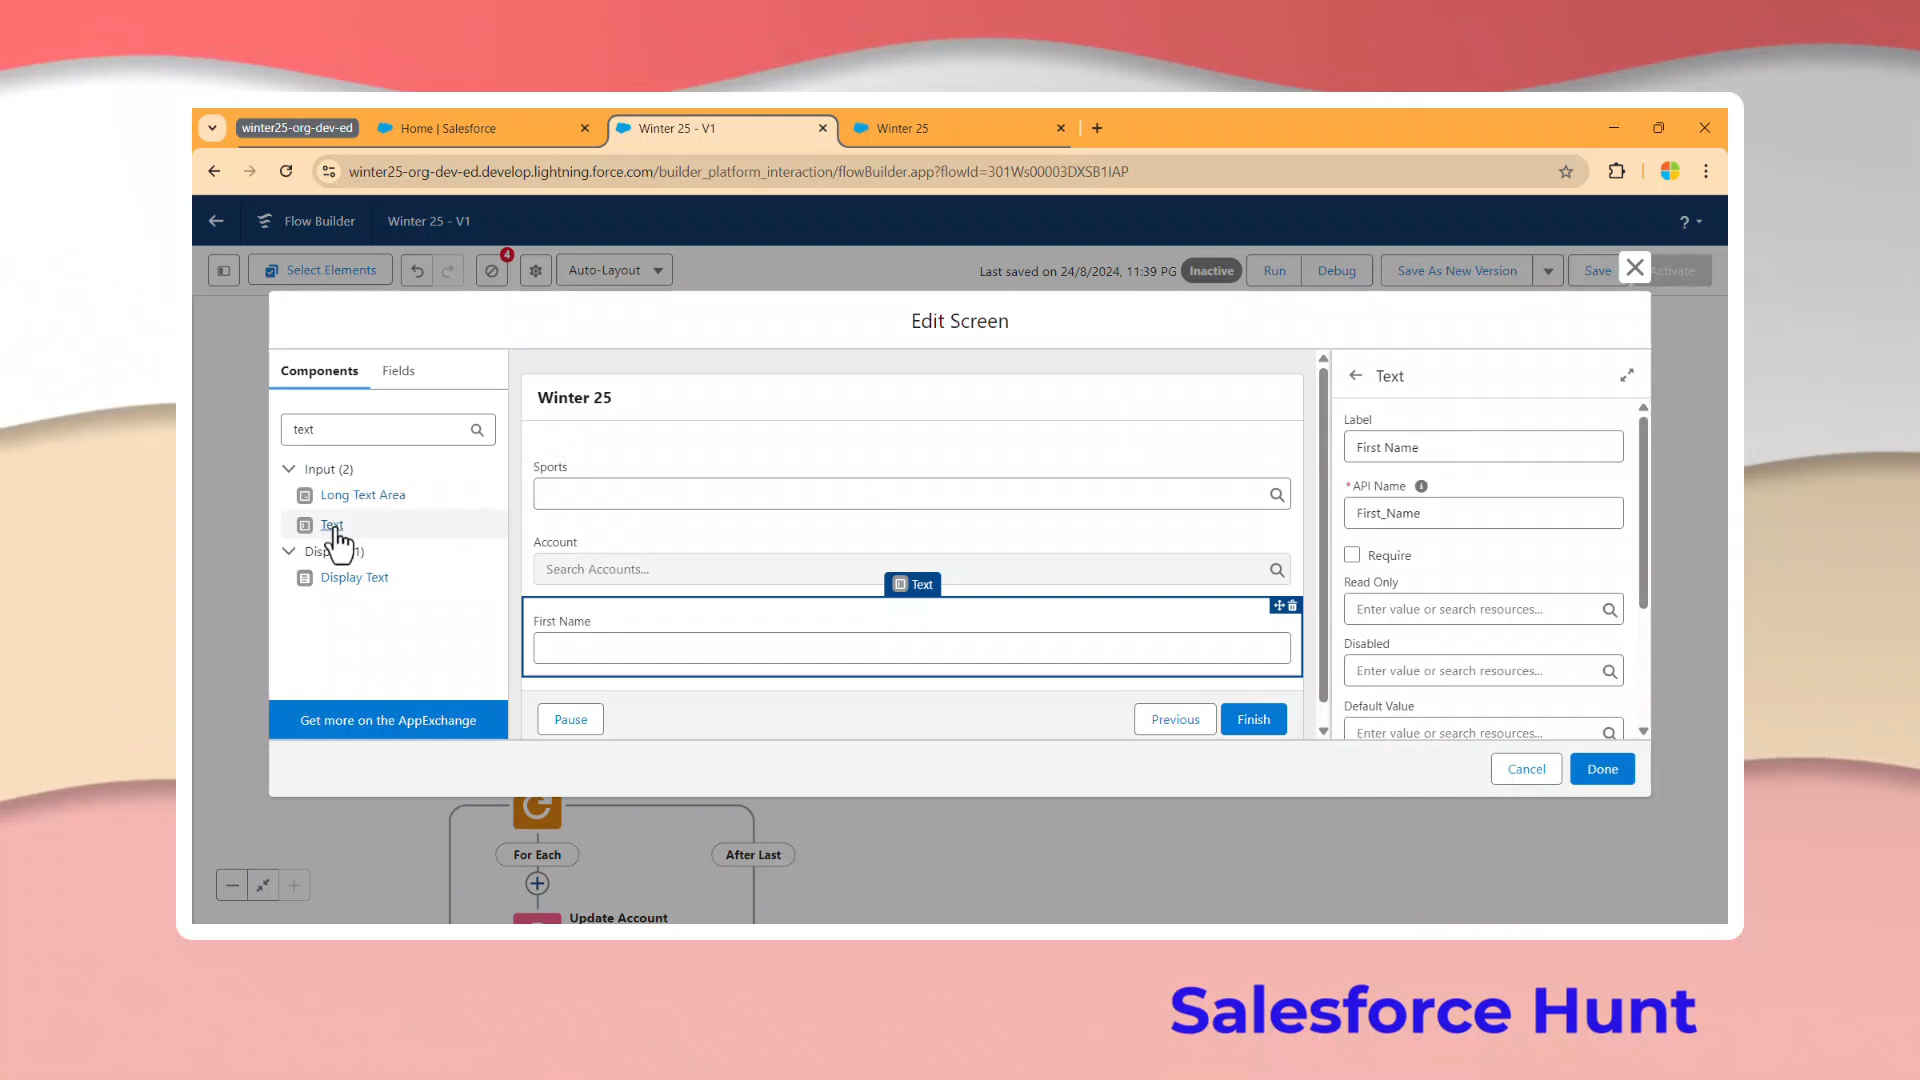 winter25-org-dev-ed
Home | Salesforce
Winter 25 - V1
Winter 25
winter25-org-dev-ed.develop.lightning.force.com/builder_platform_interaction/flowBuilder.app?flowId=301Ws00003DXSB1IAP
Flow Builder
Winter 25 - V1
?
Select Elements
4
Auto-Layout
Last saved on 24/8/2024, 11:39 PG
Inactive
Run
Debug
Save As New Version
Save
Activate
Edit Screen
Components
Fields
text
Input (2)
Long Text Area
Text
Display Text
Get more on the AppExchange
Winter 25
Sports
Account
Search Accounts...
Text
First Name
Pause
Previous
Finish
Text
Label
First Name
*API Name
First_Name
Require
Read Only
Enter value or search resources...
Disabled
Enter value or search resources...
Default Value
Enter value or search resources...
Cancel
Done
For Each
After Last
Update Account
Salesforce Hunt